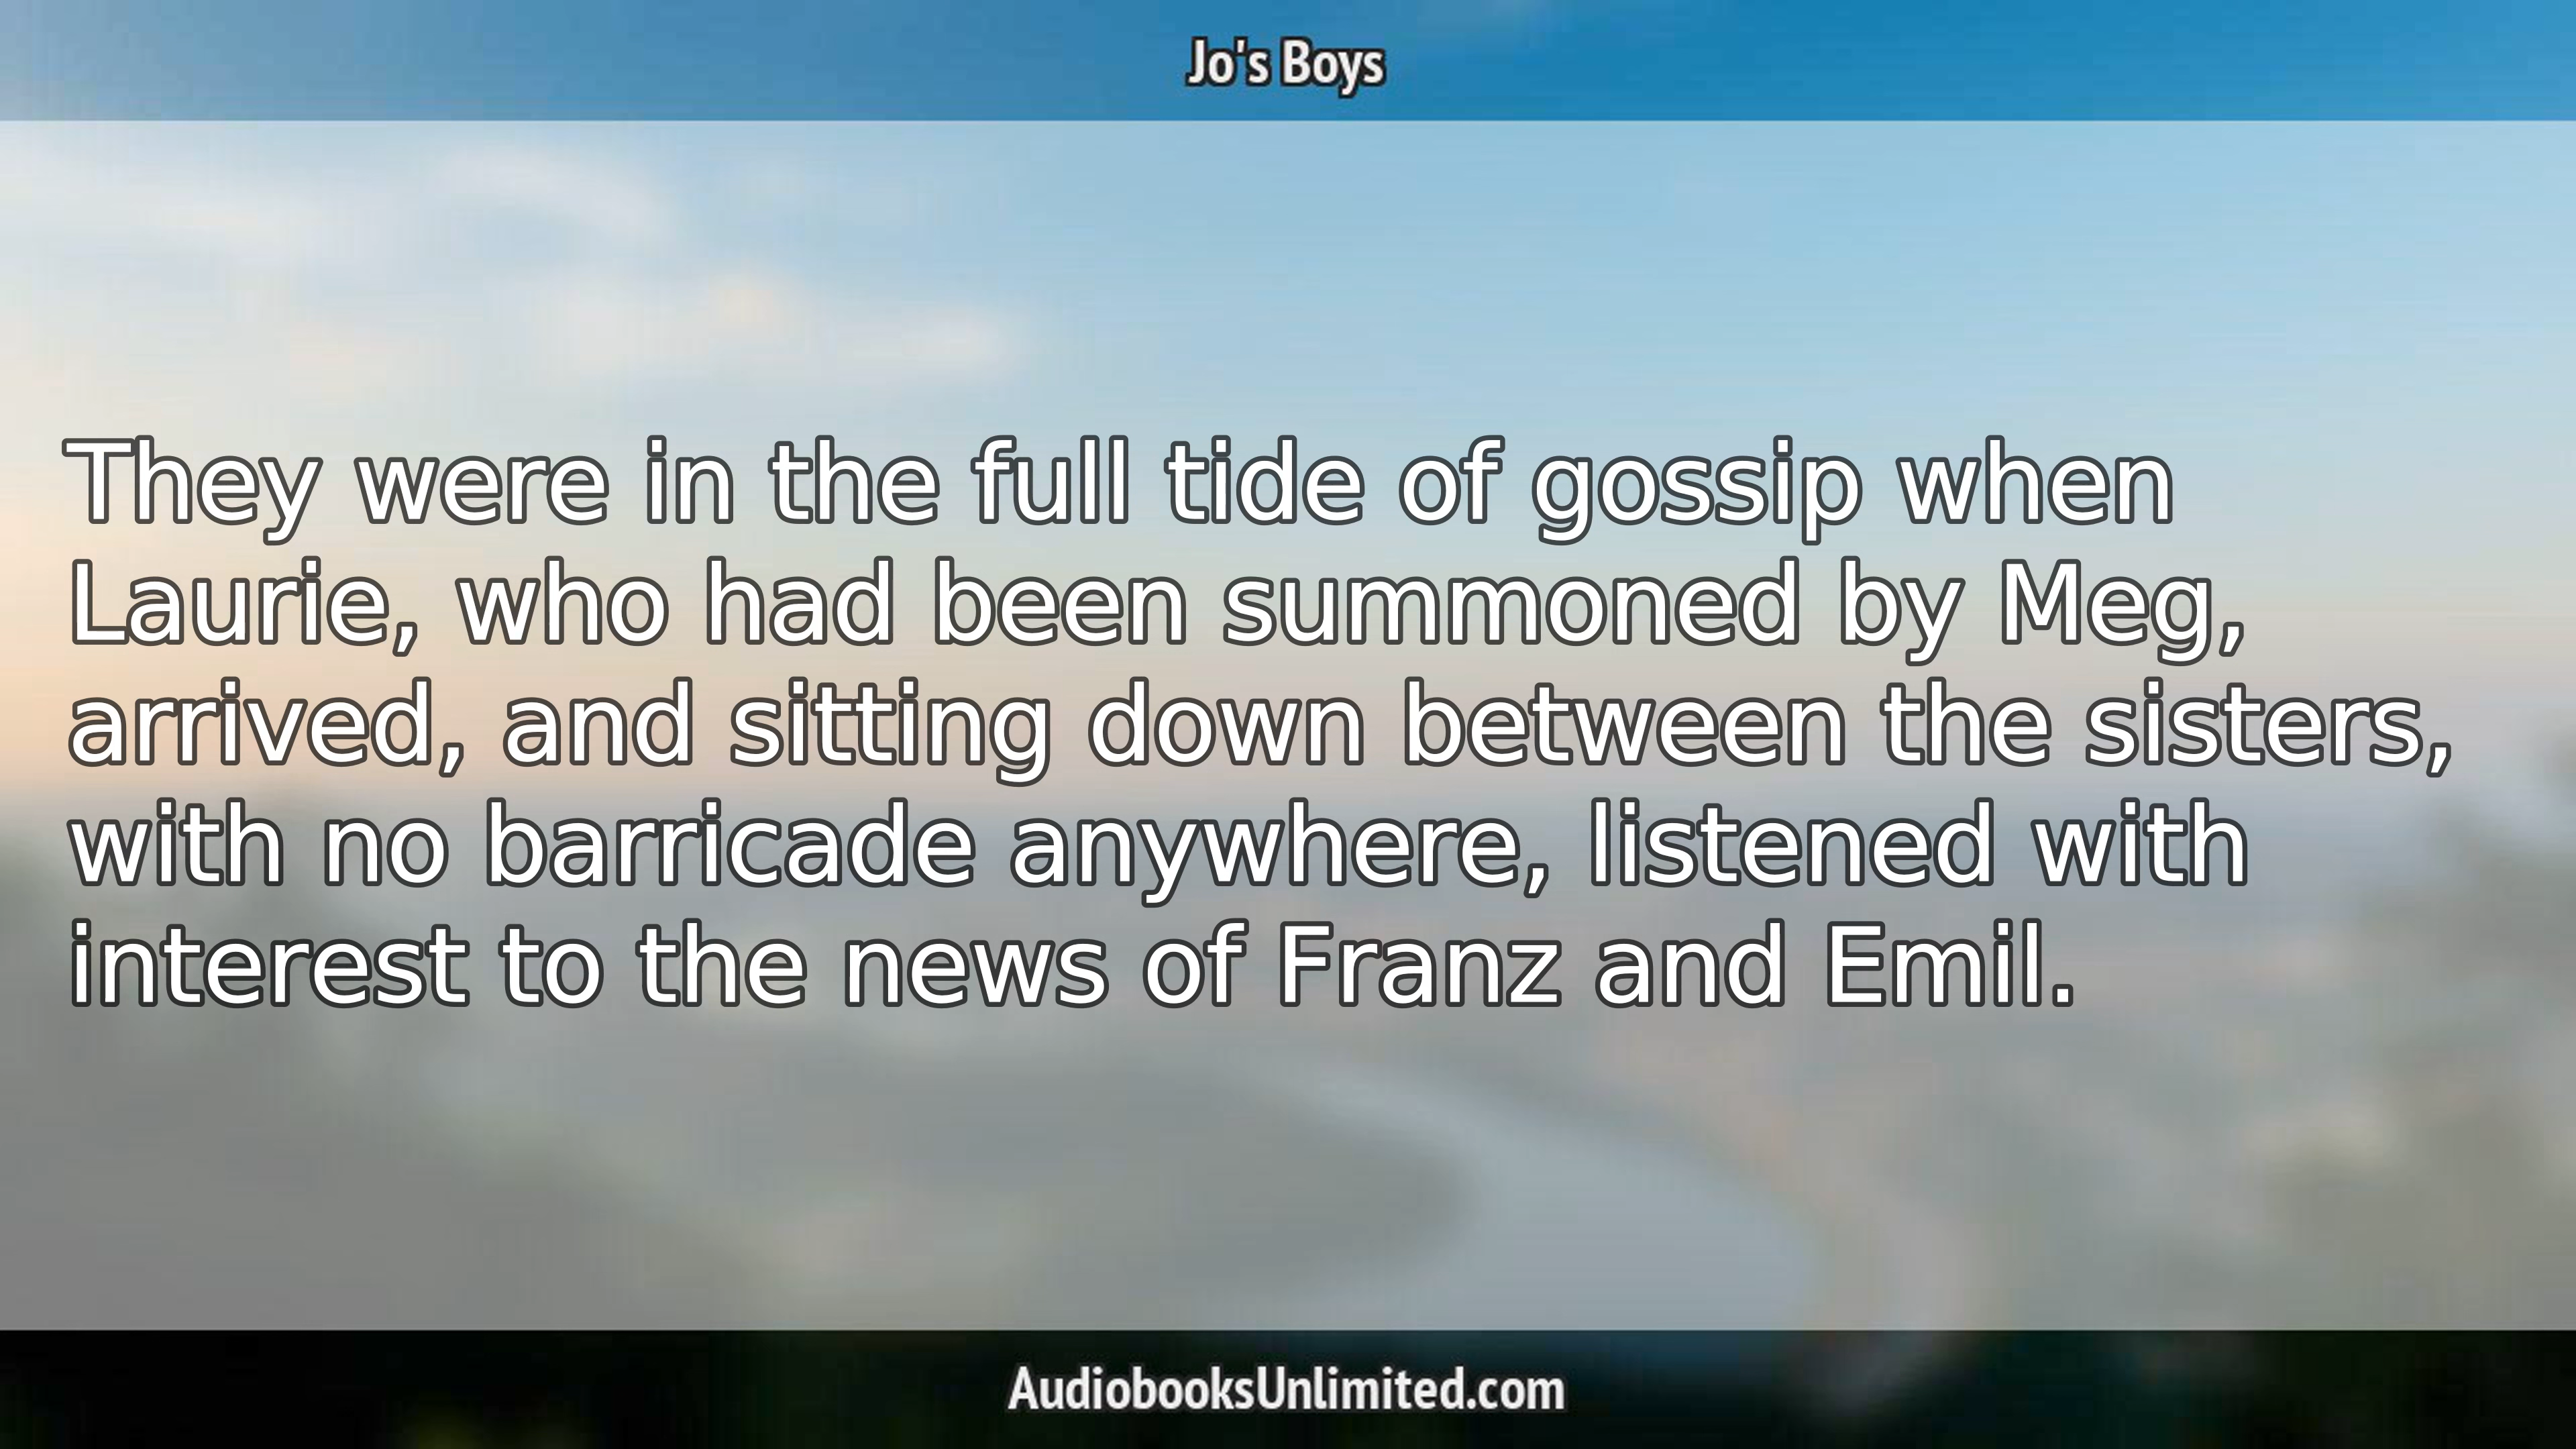 Jo's Boys
They were in the full tide of gossip when
Laurie, who had been summoned by Meg,
arrived, and sitting down between the sisters,
with no barricade anywhere, listened with
interest to the news of Franz and Emil.
AudiobooksUnlimited.com